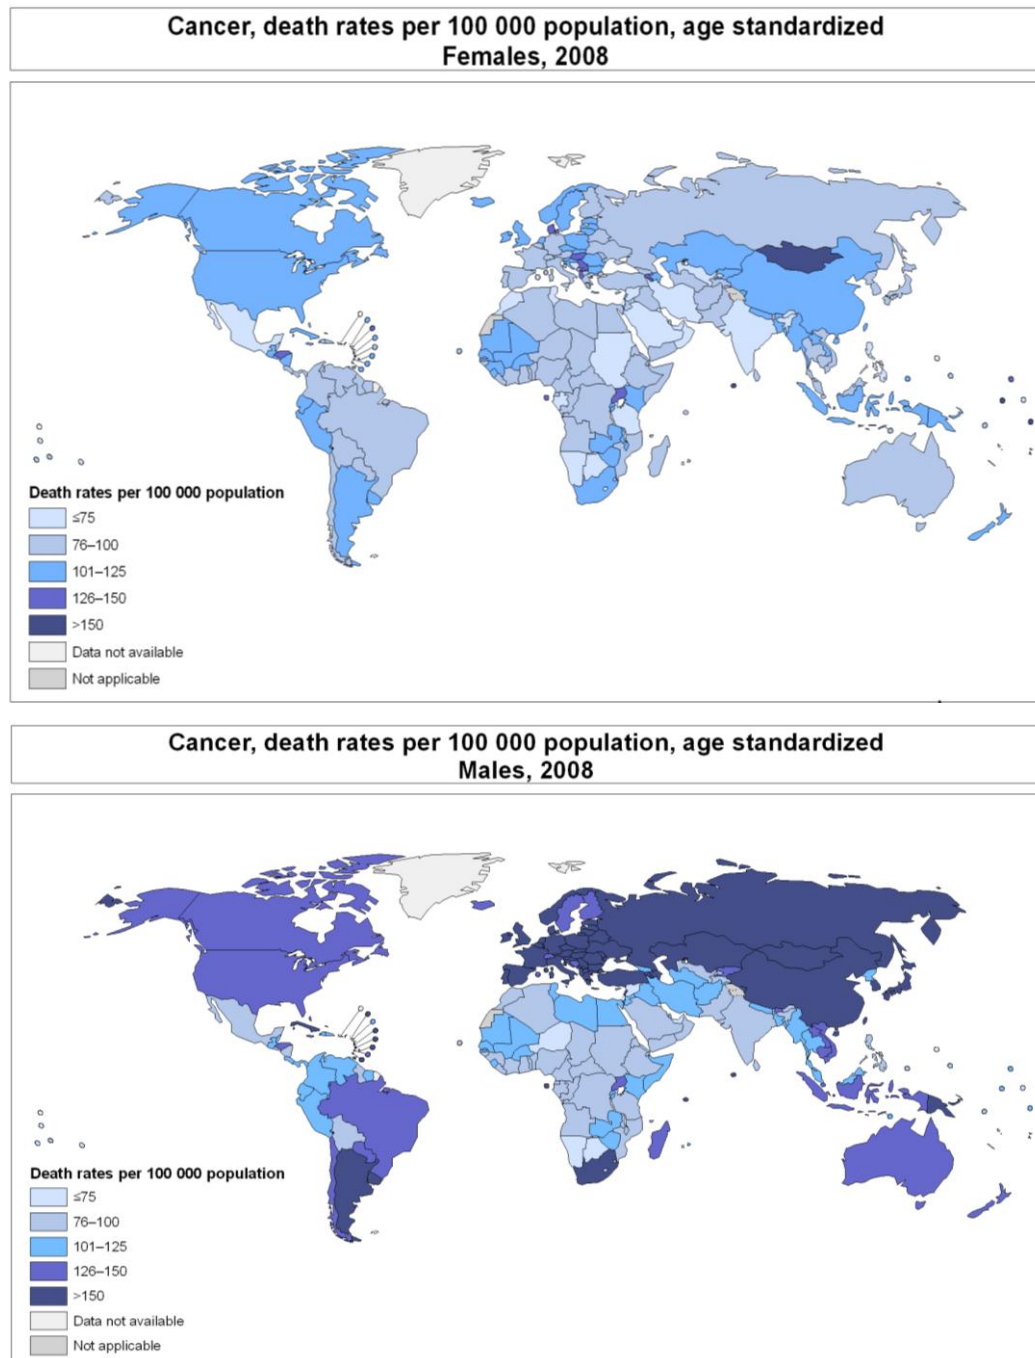 Cancer, death rates per 100 000 population, age standardized
Females, 2008
Death rates per 100 000 population
≤75
76–100
101–125
126–150
>150
Data not available
Not applicable
Cancer, death rates per 100 000 population, age standardized
Males, 2008
Death rates per 100 000 population
≤75
76–100
101–125
126–150
>150
Data not available
Not applicable